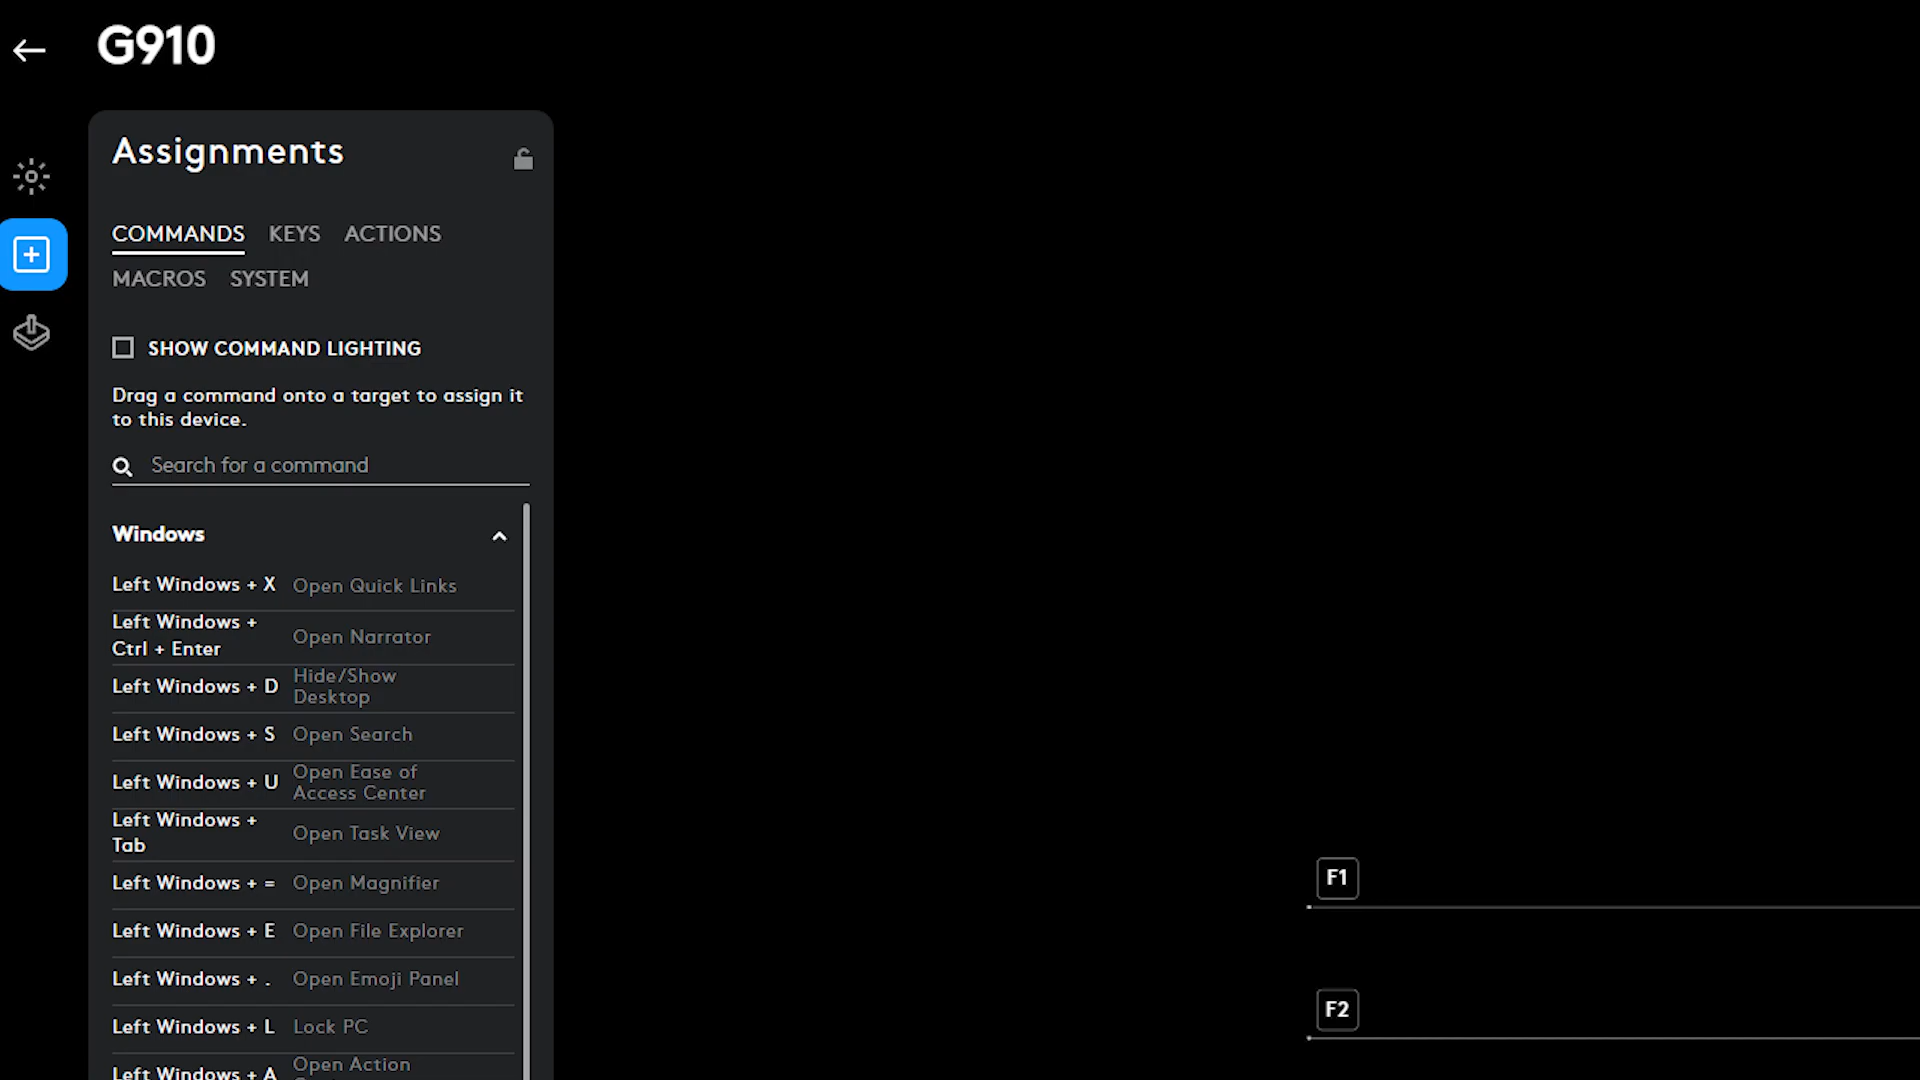 G910
Assignments
COMMANDS KEYS ACTIONS
MACROS SYSTEM
SHOW COMMAND LIGHTING
Drag a command onto a target to assign it
to this device.
Search for a command
Windows
Left Windows + X Open Quick Links
Left Windows +
Ctrl + Enter
Open Narrator
Left Windows + D
Hide/Show
Desktop
Left Windows + S Open Search
Left Windows + U
Open Ease of
Access Center
Left Windows +
Tab
Open Task View
Left Windows + = Open Magnifier
Left Windows + E Open File Explorer
Left Windows + . Open Emoji Panel
Left Windows + L Lock PC
Left Windows + A
Open Action
F1
F2